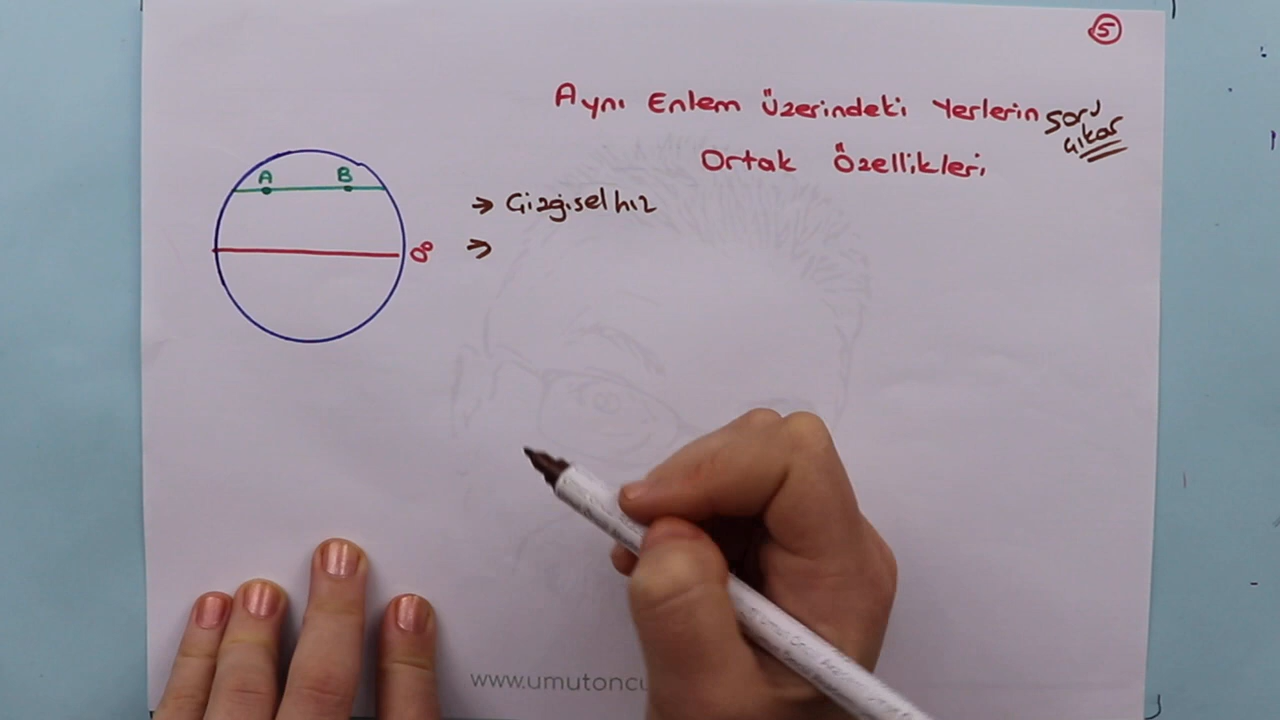 5
Aynı Enlem üzerindeki Yerlerin
Soru
çıkar
Ortak Özellikleri
A B
→ Çizgisel hız
0°
→
www.umutoncu